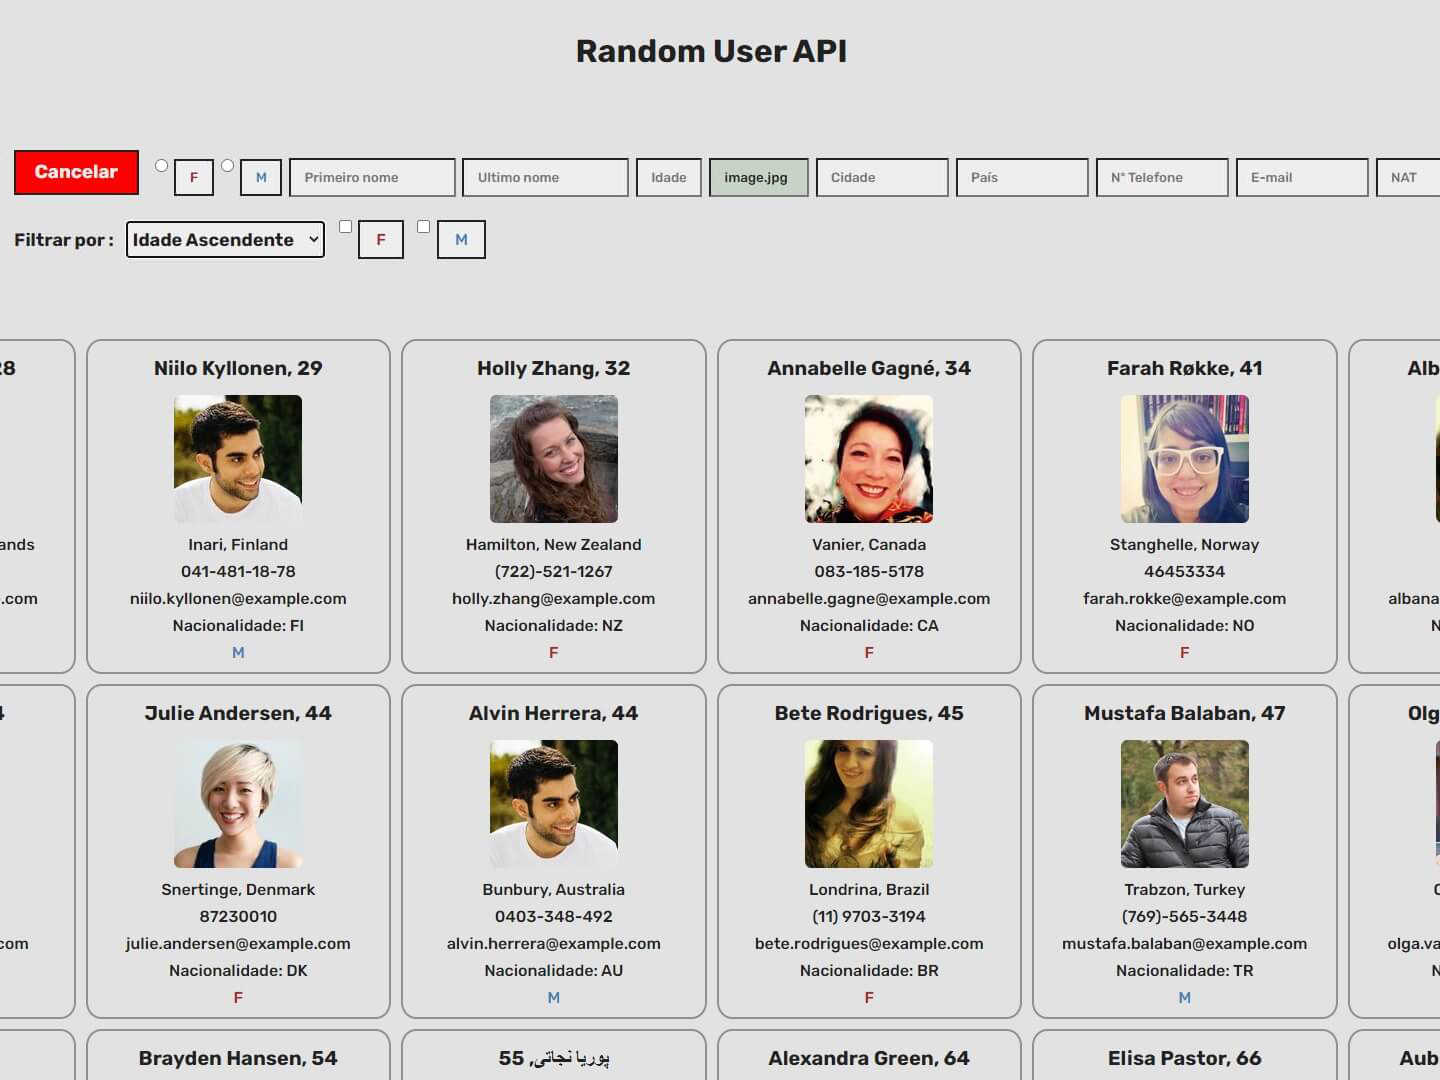 Random User API
Cancelar F M Primeiro nome Ultimo nome Idade image.jpg Cidade País N° Telefone E-mail NAT
Filtrar por : Idade Ascendente F M
28 Niilo Kyllonen, 29 Holly Zhang, 32 Annabelle Gagné, 34 Farah Røkke, 41 Alb
ands Inari, Finland Hamilton, New Zealand Vanier, Canada Stanghelle, Norway
041-481-18-78 (722)-521-1267 083-185-5178 46453334
.com niilo.kyllonen@example.com holly.zhang@example.com annabelle.gagne@example.com farah.rokke@example.com albana
Nacionalidade: FI Nacionalidade: NZ Nacionalidade: CA Nacionalidade: NO N
M F F F
4 Julie Andersen, 44 Alvin Herrera, 44 Bete Rodrigues, 45 Mustafa Balaban, 47 Olg
Snertinge, Denmark Bunbury, Australia Londrina, Brazil Trabzon, Turkey
87230010 0403-348-492 (11) 9703-3194 (769)-565-3448
com julie.andersen@example.com alvin.herrera@example.com bete.rodrigues@example.com mustafa.balaban@example.com olga.va
Nacionalidade: DK Nacionalidade: AU Nacionalidade: BR Nacionalidade: TR N
F M F M
Brayden Hansen, 54 پوریا نجاتی, 55 Alexandra Green, 64 Elisa Pastor, 66 Aub